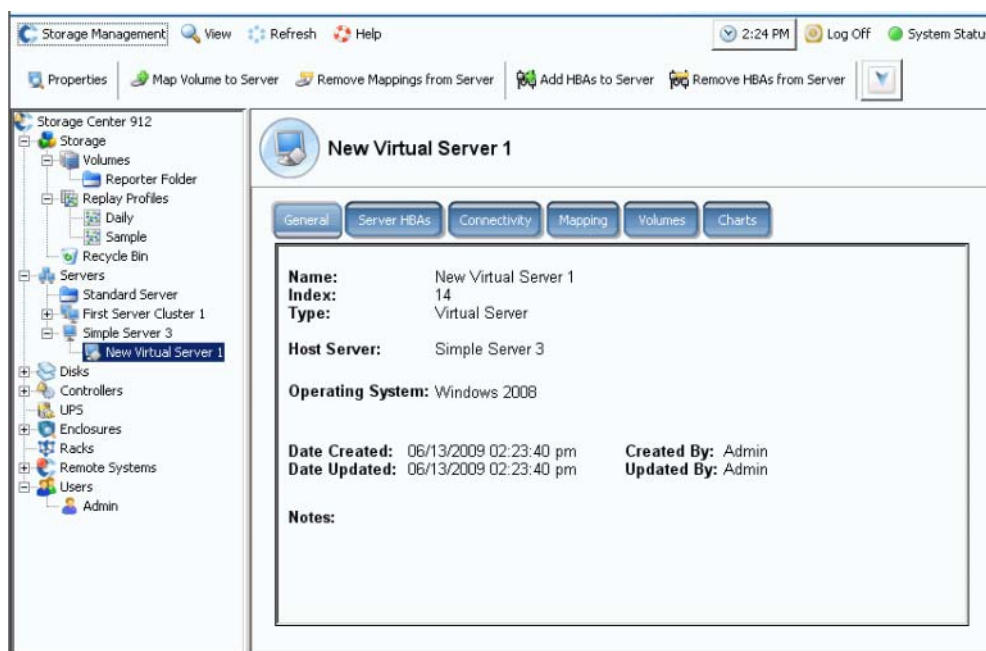 Storage Management View Refresh Help 2:24 PM Log Off System Statu
Properties Map Volume to Server Remove Mappings from Server Add HBAs to Server Remove HBAs from Server
Storage Center 912
Storage
Volumes
Reporter Folder
Replay Profiles
Daily
Sample
Recycle Bin
Servers
Standard Server
First Server Cluster 1
Simple Server 3
New Virtual Server 1
Disks
Controllers
UPS
Enclosures
Racks
Remote Systems
Users
Admin
New Virtual Server 1
General Server HBAs Connectivity Mapping Volumes Charts
Name: New Virtual Server 1
Index: 14
Type: Virtual Server
Host Server: Simple Server 3
Operating System: Windows 2008
Date Created: 06/13/2009 02:23:40 pm Created By: Admin
Date Updated: 06/13/2009 02:23:40 pm Updated By: Admin
Notes: